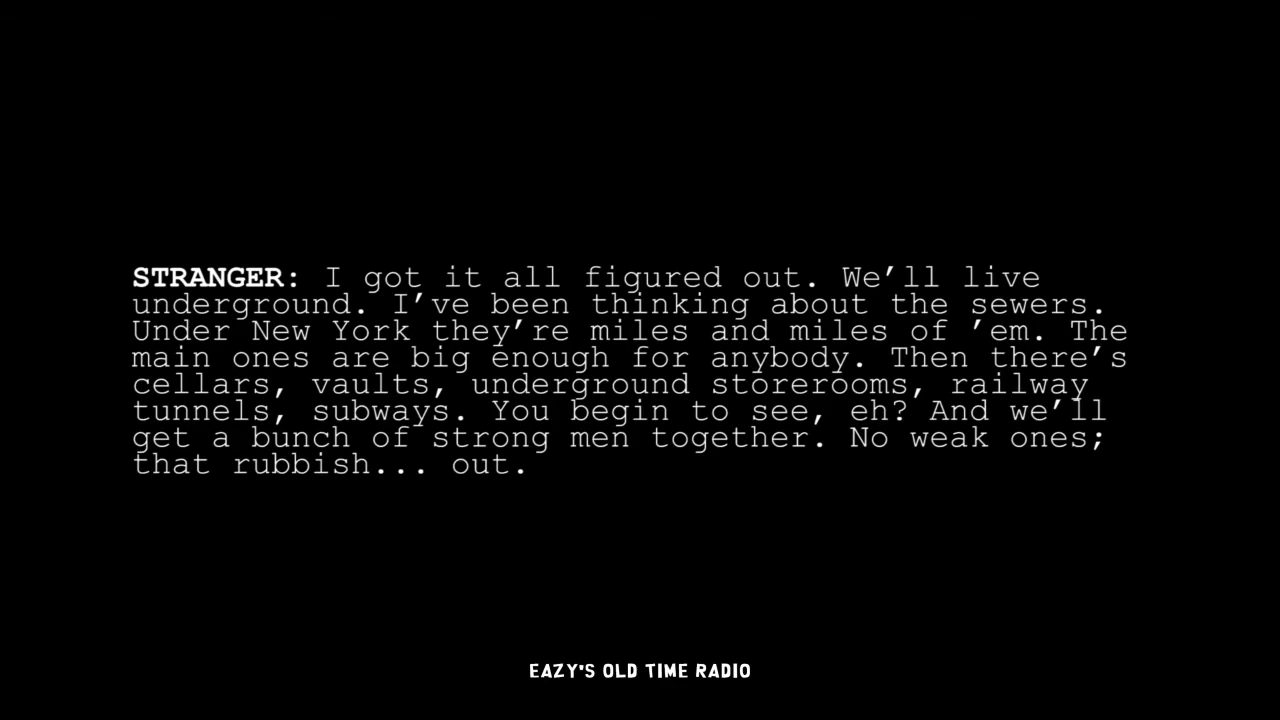 STRANGER: I got it all figured out. We'll live
underground. I've been thinking about the sewers.
Under New York they're miles and miles of 'em. The
main ones are big enough for anybody. Then there's
cellars, vaults, underground storerooms, railway
tunnels, subways. You begin to see, eh? And we'll
get a bunch of strong men together. No weak ones;
that rubbish... out.
EAZY'S OLD TIME RADIO